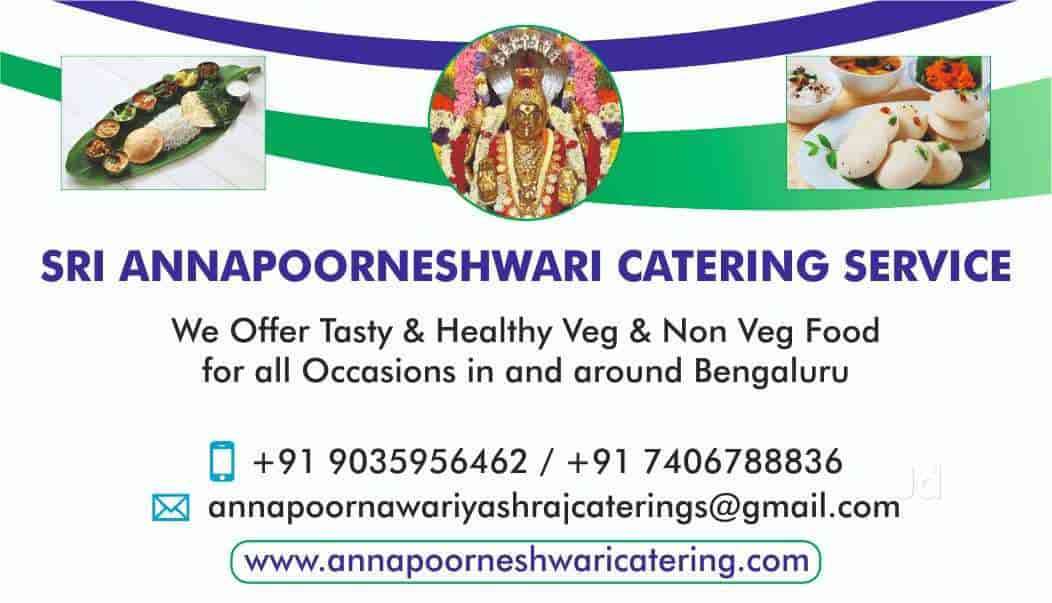 SRI ANNAPOORNESHWARI CATERING SERVICE
We Offer Tasty & Healthy Veg & Non Veg Food
for all Occasions in and around Bengaluru
+91 9035956462 / +91 7406788836
Jd
annapoornawariyashrajcaterings@gmail.com
www.annapoorneshwaricatering.com